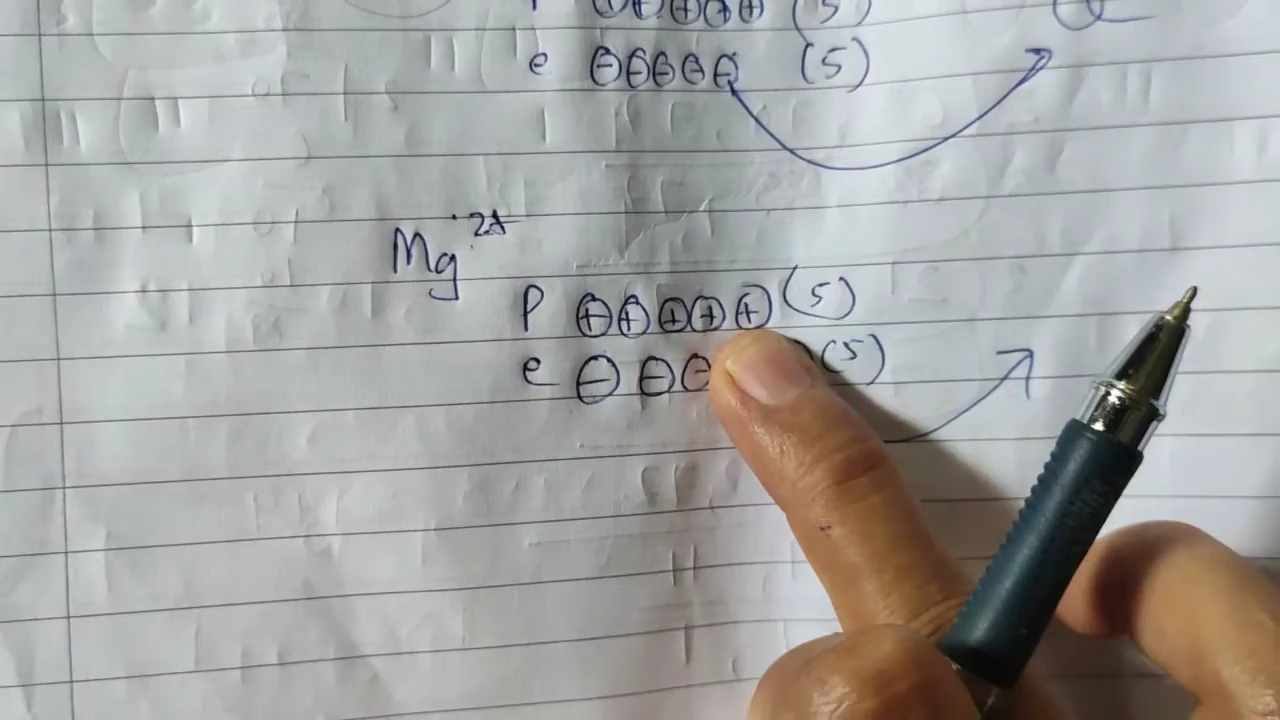 e ⊖⊖⊖⊖⊖ (5)
Mg²⁺
P ⊕⊕⊕⊕⊕ (5)
e ⊖⊖⊖ (5)